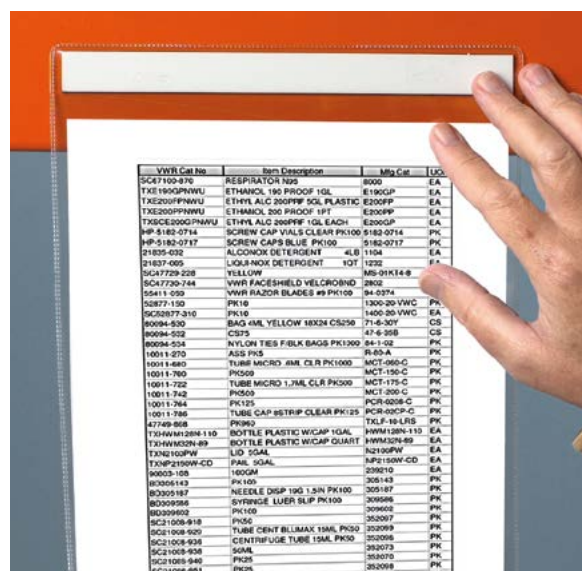 VWR Cat No Item Description Mfg Cat UO
SC67100-870 RESPIRATOR N95 8000 EA
TXE190GPNWU ETHANOL 190 PROOF 1GL E190GP EA
TXE200FPNWU ETHYL ALC 200PRF 5GL PLASTIC E200FP EA
TXE200PPNWU ETHANOL 200 PROOF 1PT E200PP EA
TXSCE200GPNWU ETHYL ALC 200PRF 1GL EACH E200GP EA
HP-5182-0714 SCREW CAP VIALS CLEAR PK100 5182-0714 PK
HP-5182-0717 SCREW CAPS BLUE PK100 5182-0717 PK
21835-032 ALCONOX DETERGENT 4LB 1104 EA
21837-005 LIQUI-NOX DETERGENT 1QT 1232
SC47729-228 YELLOW
SC47730-744 VWR FACESHIELD VELCROBND 2802
55411-050 VWR RAZOR BLADES #9 PK100 94-0374
52877-150 PK10 1300-20-VWC PK
SC52877-310 PK10 1400-20-VWC EA
80094-530 BAG 4ML YELLOW 18X24 CS250 71-6-30Y CS
80094-532 CS75 47-6-35B CS
80094-534 NYLON TIES F/BLK BAGS PK1000 84-1-02 PK
10011-270 ASS PK5 R-80-A PK
10011-680 TUBE MICRO .6ML CLR PK1000 MCT-060-C PK
10011-700 PK500 MCT-150-C PK
10011-722 TUBE MICRO 1.7ML CLR PK500 MCT-175-C PK
10011-742 PK500 MCT-200-C PK
10011-764 PK125 PCR-0208-C PK
10011-786 TUBE CAP 8STRIP CLEAR PK125 PCR-02CP-C PK
47749-868 PK960 TXLF-10-LRS PK
TXHWM128N-110 BOTTLE PLASTIC W/CAP 1GAL HWM128N-110 EA
TXHWM32N-89 BOTTLE PLASTIC W/CAP QUART HWM32N-89 EA
TXN2100PW LID 5GAL N2100PW EA
TXNP2150W-CD PAIL 5GAL NP2150W-CD EA
90003-108 100GM 239210 EA
BD305143 PK100 305143 PK
BD305187 NEEDLE DISP 19G 1.5IN PK100 305187 PK
BD309586 SYRINGE LUER SLIP PK100 309586 PK
BD309602 PK100 309602 PK
SC21008-918 PK50 352097 PK
SC21008-920 TUBE CENT BLUMAX 15ML PK50 352099 PK
SC21008-936 CENTRIFUGE TUBE 15ML PK50 352095 PK
SC21008-938 50ML 352073 PK
SC21008-940 PK25 352070 PK
PK25 352098 PK